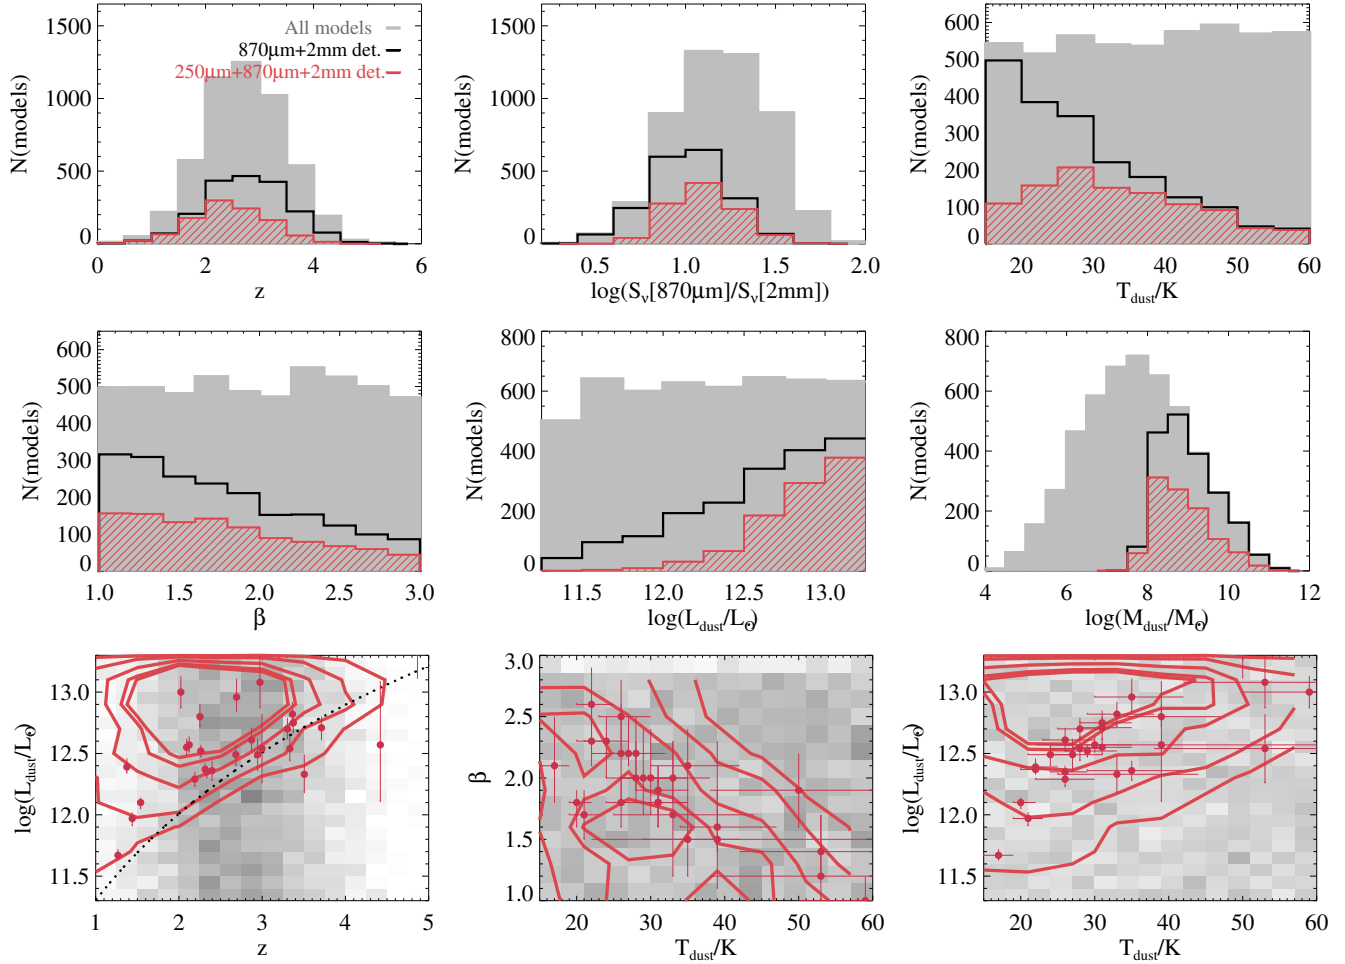 1500
1000
500
0
N(models)
All models
870μm+2mm det.
250μm+870μm+2mm det.
0 2 4 6
z
1500
1000
500
0
N(models)
0.5 1.0 1.5 2.0
log(Sν[870μm]/Sν[2mm])
600
500
400
300
200
100
0
N(models)
20 30 40 50 60
Tdust/K
600
500
400
300
200
100
0
N(models)
1.0 1.5 2.0 2.5 3.0
β
800
600
400
200
0
N(models)
11.5 12.0 12.5 13.0
log(Ldust/L⊙)
800
600
400
200
0
N(models)
4 6 8 10 12
log(Mdust/M⊙)
13.0
12.5
12.0
11.5
log(Ldust/L⊙)
1 2 3 4 5
z
3.0
2.5
2.0
1.5
1.0
β
20 30 40 50 60
Tdust/K
13.0
12.5
12.0
11.5
log(Ldust/L⊙)
20 30 40 50 60
Tdust/K